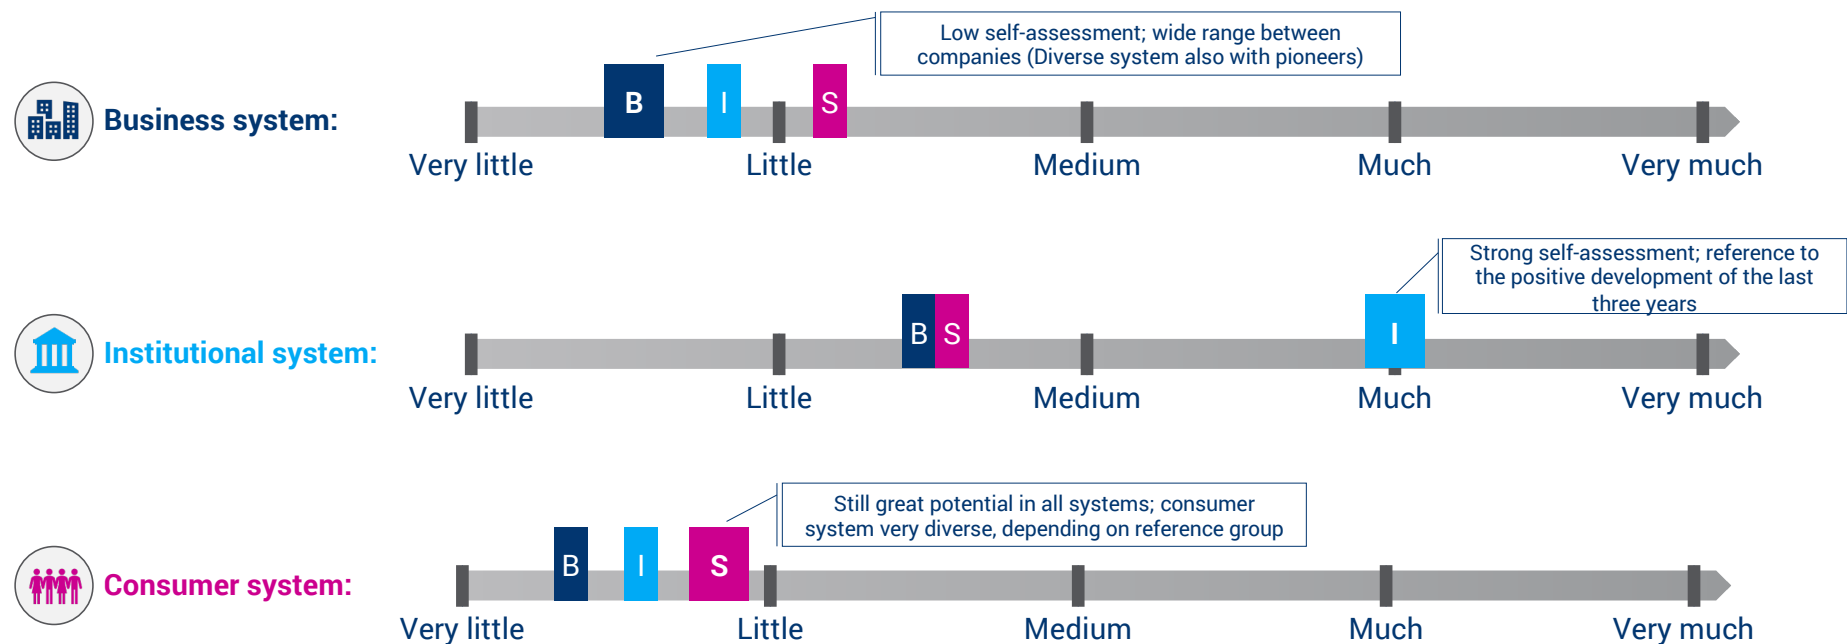 Low self-assessment; wide range between
companies (Diverse system also with pioneers)
Business system:
B
I
S
Very little
Little
Medium
Much
Very much
Strong self-assessment; reference to
the positive development of the last
three years
Institutional system:
B
S
I
Very little
Little
Medium
Much
Very much
Still great potential in all systems; consumer
system very diverse, depending on reference group
Consumer system:
B
I
S
Very little
Little
Medium
Much
Very much